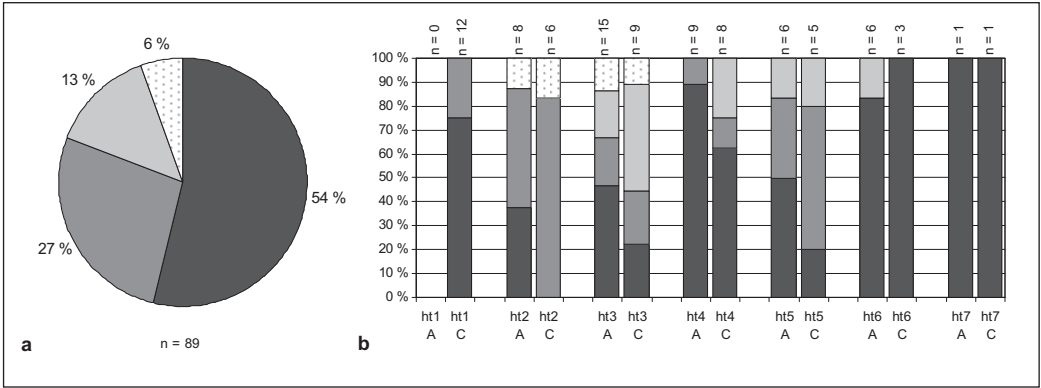 6 %
13 %
54 %
27 %
a
n = 89
n = 0
n = 12
n = 8
n = 6
n = 15
n = 9
n = 9
n = 8
n = 6
n = 5
n = 6
n = 3
n = 1
n = 1
100 %
90 %
80 %
70 %
60 %
50 %
40 %
30 %
20 %
10 %
0 %
ht1 ht1 ht2 ht2 ht3 ht3 ht4 ht4 ht5 ht5 ht6 ht6 ht7 ht7
A C A C A C A C A C A C A C
b